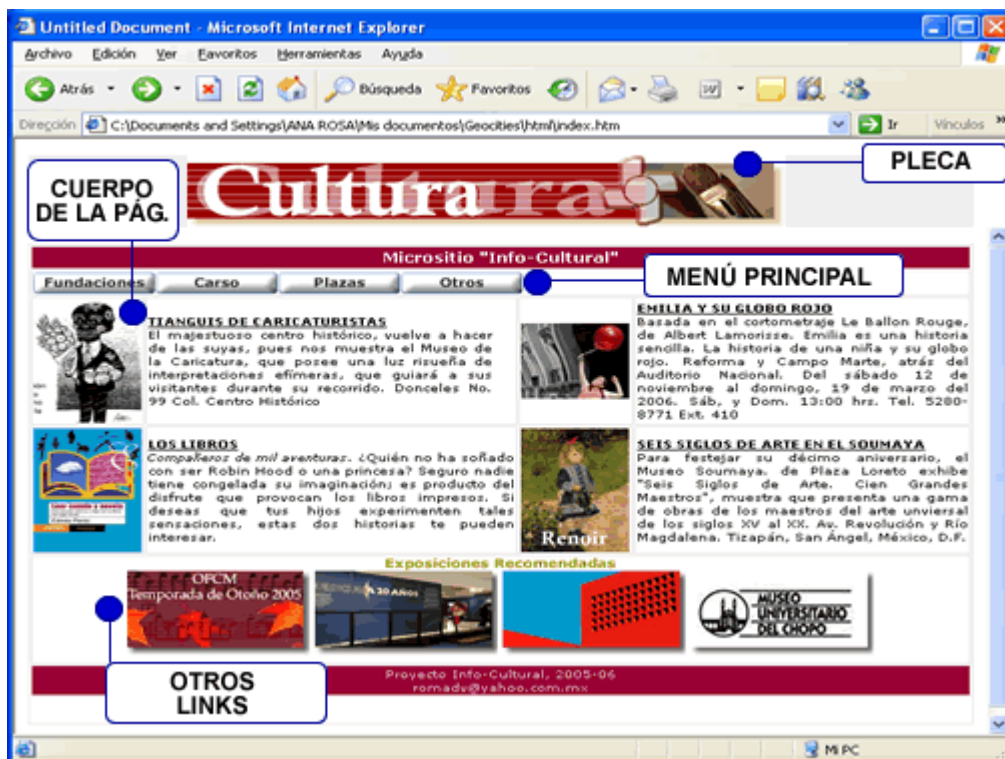 Untitled Document - Microsoft Internet Explorer
Archivo Edición Ver Favoritos Herramientas Ayuda
Atrás Búsqueda Favoritos
Dirección C:\Documents and Settings\ANA ROSA\Mis documentos\Geocities\html\index.htm Ir Vínculos »
PLECA
CUERPO
DE LA PÁG.
Cultura
Micrositio "Info-Cultural"
Fundaciones Carso Plazas Otros
MENÚ PRINCIPAL
TIANGUIS DE CARICATURISTAS
El majestuoso centro histórico, vuelve a hacer
de las suyas, pues nos muestra el Museo de
la Caricatura, que posee una luz risueña de
interpretaciones efímeras, que guiará a sus
visitantes durante su recorrido. Donceles No.
99 Col. Centro Histórico
EMILIA Y SU GLOBO ROJO
Basada en el cortometraje Le Ballon Rouge,
de Albert Lamorisse. Emilia es una historia
sencilla. La historia de una niña y su globo
rojo. Reforma y Campo Marte, atrás del
Auditorio Nacional. Del sábado 12 de
noviembre al domingo, 19 de marzo del
2006. Sáb, y Dom. 13:00 hrs. Tel. 5280-
8771 Ext. 410
LOS LIBROS
Compañeros de mil aventuras. ¿Quién no ha soñado
con ser Robin Hood o una princesa? Seguro nadie
tiene congelada su imaginación; es producto del
disfrute que provocan los libros impresos. Si
deseas que tus hijos experimenten tales
sensaciones, estas dos historias te pueden
interesar.
Renoir
SEIS SIGLOS DE ARTE EN EL SOUMAYA
Para festejar su décimo aniversario, el
Museo Soumaya. de Plaza Loreto exhibe
"Seis Siglos de Arte. Cien Grandes
Maestros", muestra que presenta una gama
de obras de los maestros del arte unviersal
de los siglos XV al XX. Av. Revolución y Río
Magdalena. Tizapán, San Ángel, México, D.F.
Exposiciones Recomendadas
OFCM
Temporada de Otoño 2005
A 30 AÑOS
MUSEO
UNIVERSITARIO
DEL CHOPO
OTROS
LINKS
Proyecto Info-Cultural, 2005-06
romadv@yahoo.com.mx
Mi PC